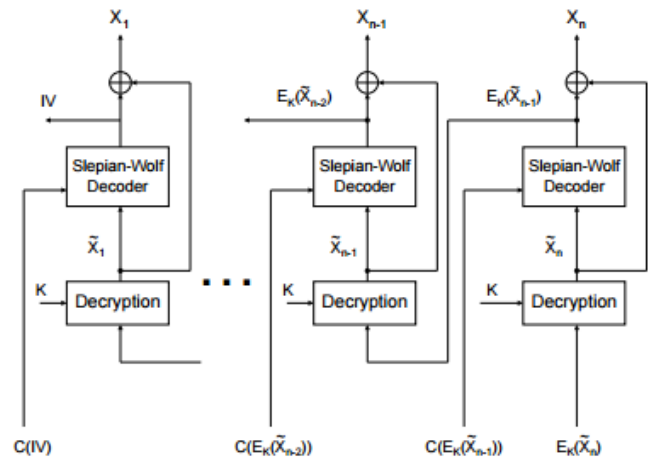 X₁ Xₙ₋₁ Xₙ
IV E_K(X̃ₙ₋₂) E_K(X̃ₙ₋₁)
Slepian-Wolf Slepian-Wolf Slepian-Wolf
Decoder Decoder Decoder
X̃₁ X̃ₙ₋₁ X̃ₙ
K K K
Decryption Decryption Decryption
C(IV) C(E_K(X̃ₙ₋₂)) C(E_K(X̃ₙ₋₁)) E_K(X̃ₙ)